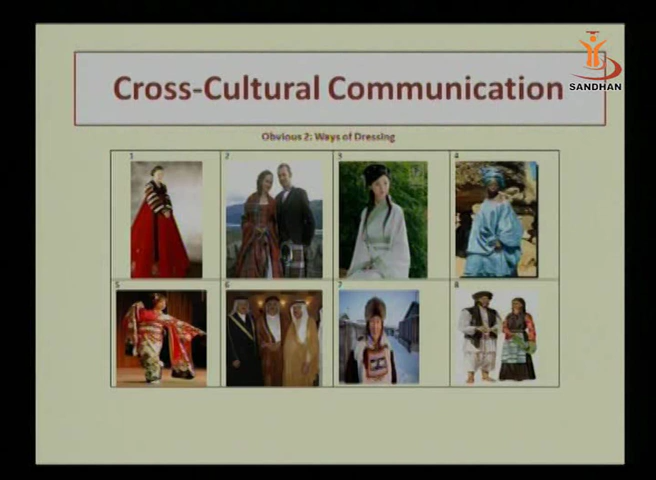 SANDHAN
Cross-Cultural Communication
Obvious 2: Ways of Dressing
1 2 3 4
5 6 7 8